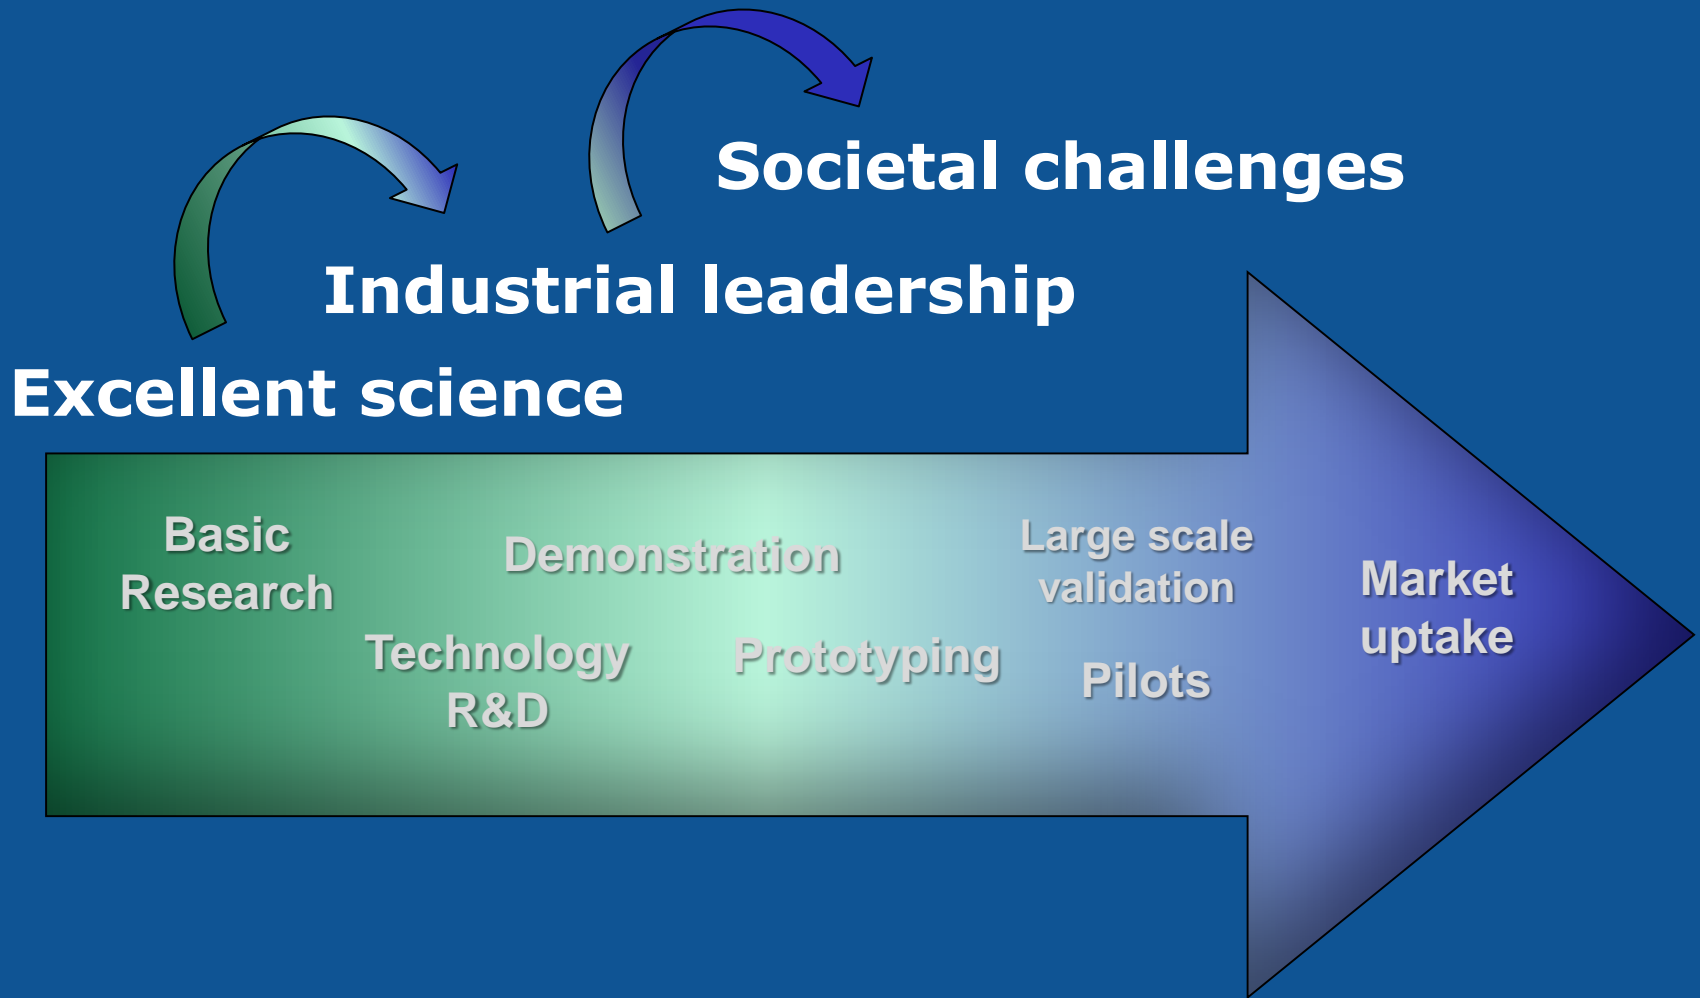 Societal challenges
Industrial leadership
Excellent science
Basic
Research
Demonstration
Large scale
validation
Market
uptake
Technology
R&D
Prototyping
Pilots